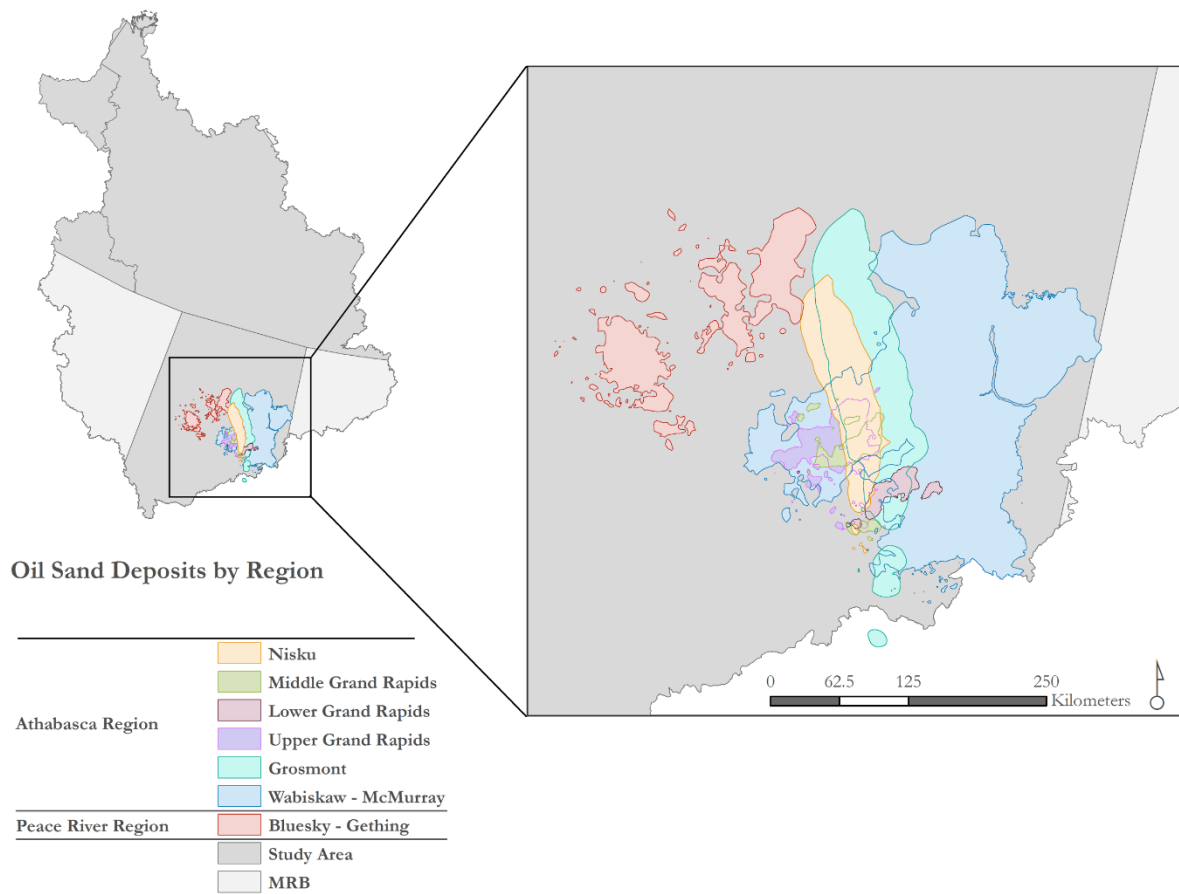 Oil Sand Deposits by Region
Athabasca Region
Nisku
Middle Grand Rapids
Lower Grand Rapids
Upper Grand Rapids
Grosmont
Wabiskaw - McMurray
Peace River Region
Bluesky - Gething
Study Area
MRB
0 62.5 125 250
Kilometers